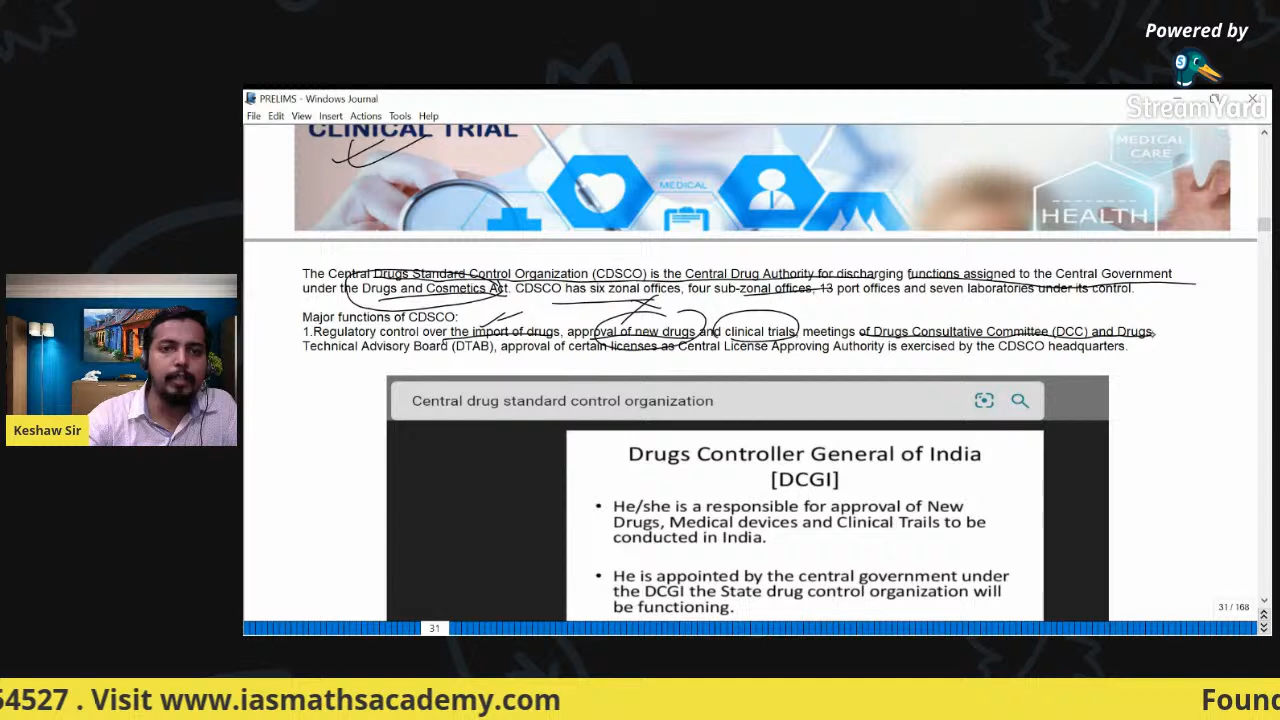 Powered by
StreamYard
PRELIMS - Windows Journal
File Edit View Insert Actions Tools Help
CLINICAL TRIAL
MEDICAL
CARE
MEDICAL
HEALTH
The Central Drugs Standard Control Organization (CDSCO) is the Central Drug Authority for discharging functions assigned to the Central Government
under the Drugs and Cosmetics Act. CDSCO has six zonal offices, four sub-zonal offices, 13 port offices and seven laboratories under its control.
Major functions of CDSCO:
1.Regulatory control over the import of drugs, approval of new drugs and clinical trials, meetings of Drugs Consultative Committee (DCC) and Drugs
Technical Advisory Board (DTAB), approval of certain licenses as Central License Approving Authority is exercised by the CDSCO headquarters.
Central drug standard control organization
Drugs Controller General of India
[DCGI]
• He/she is a responsible for approval of New
Drugs, Medical devices and Clinical Trails to be
conducted in India.
• He is appointed by the central government under
the DCGI the State drug control organization will
be functioning.
31 / 168
31
Keshaw Sir
54527 . Visit www.iasmathsacademy.com
Found